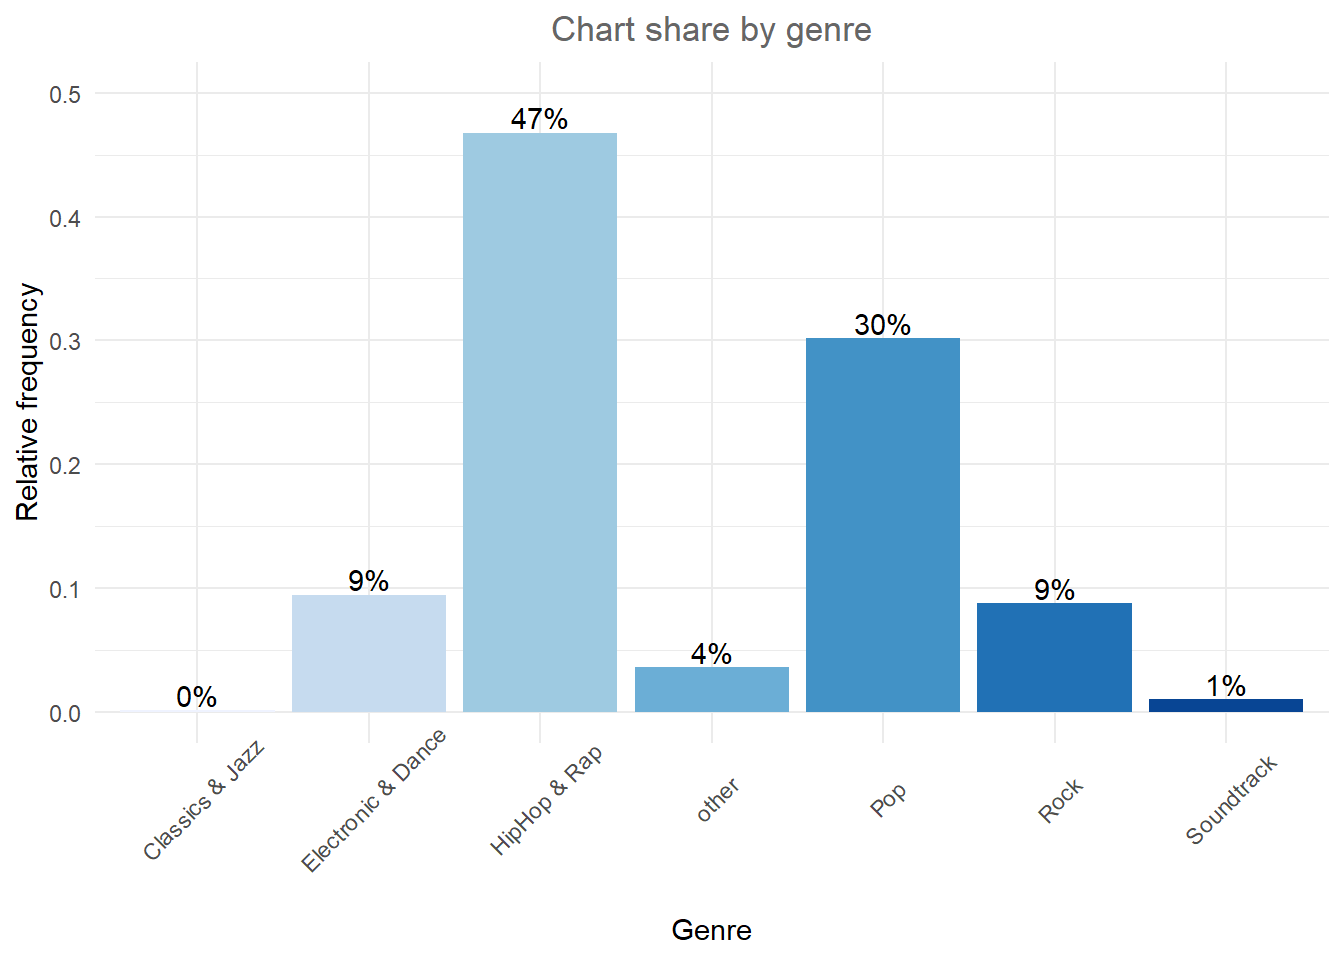 Chart share by genre
0.5
0.4
0.3
0.2
0.1
0.0
Relative frequency
0%
9%
47%
4%
30%
9%
1%
Classics & Jazz
Electronic & Dance
HipHop & Rap
other
Pop
Rock
Soundtrack
Genre